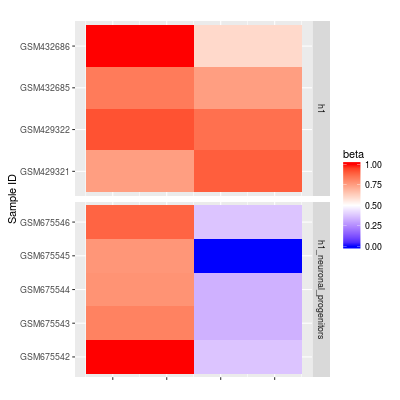 Sample ID
GSM432686
GSM432685
GSM429322
GSM429321
h1
GSM675546
GSM675545
GSM675544
GSM675543
GSM675542
h1_neuronal_progenitors
beta
1.00
0.75
0.50
0.25
0.00